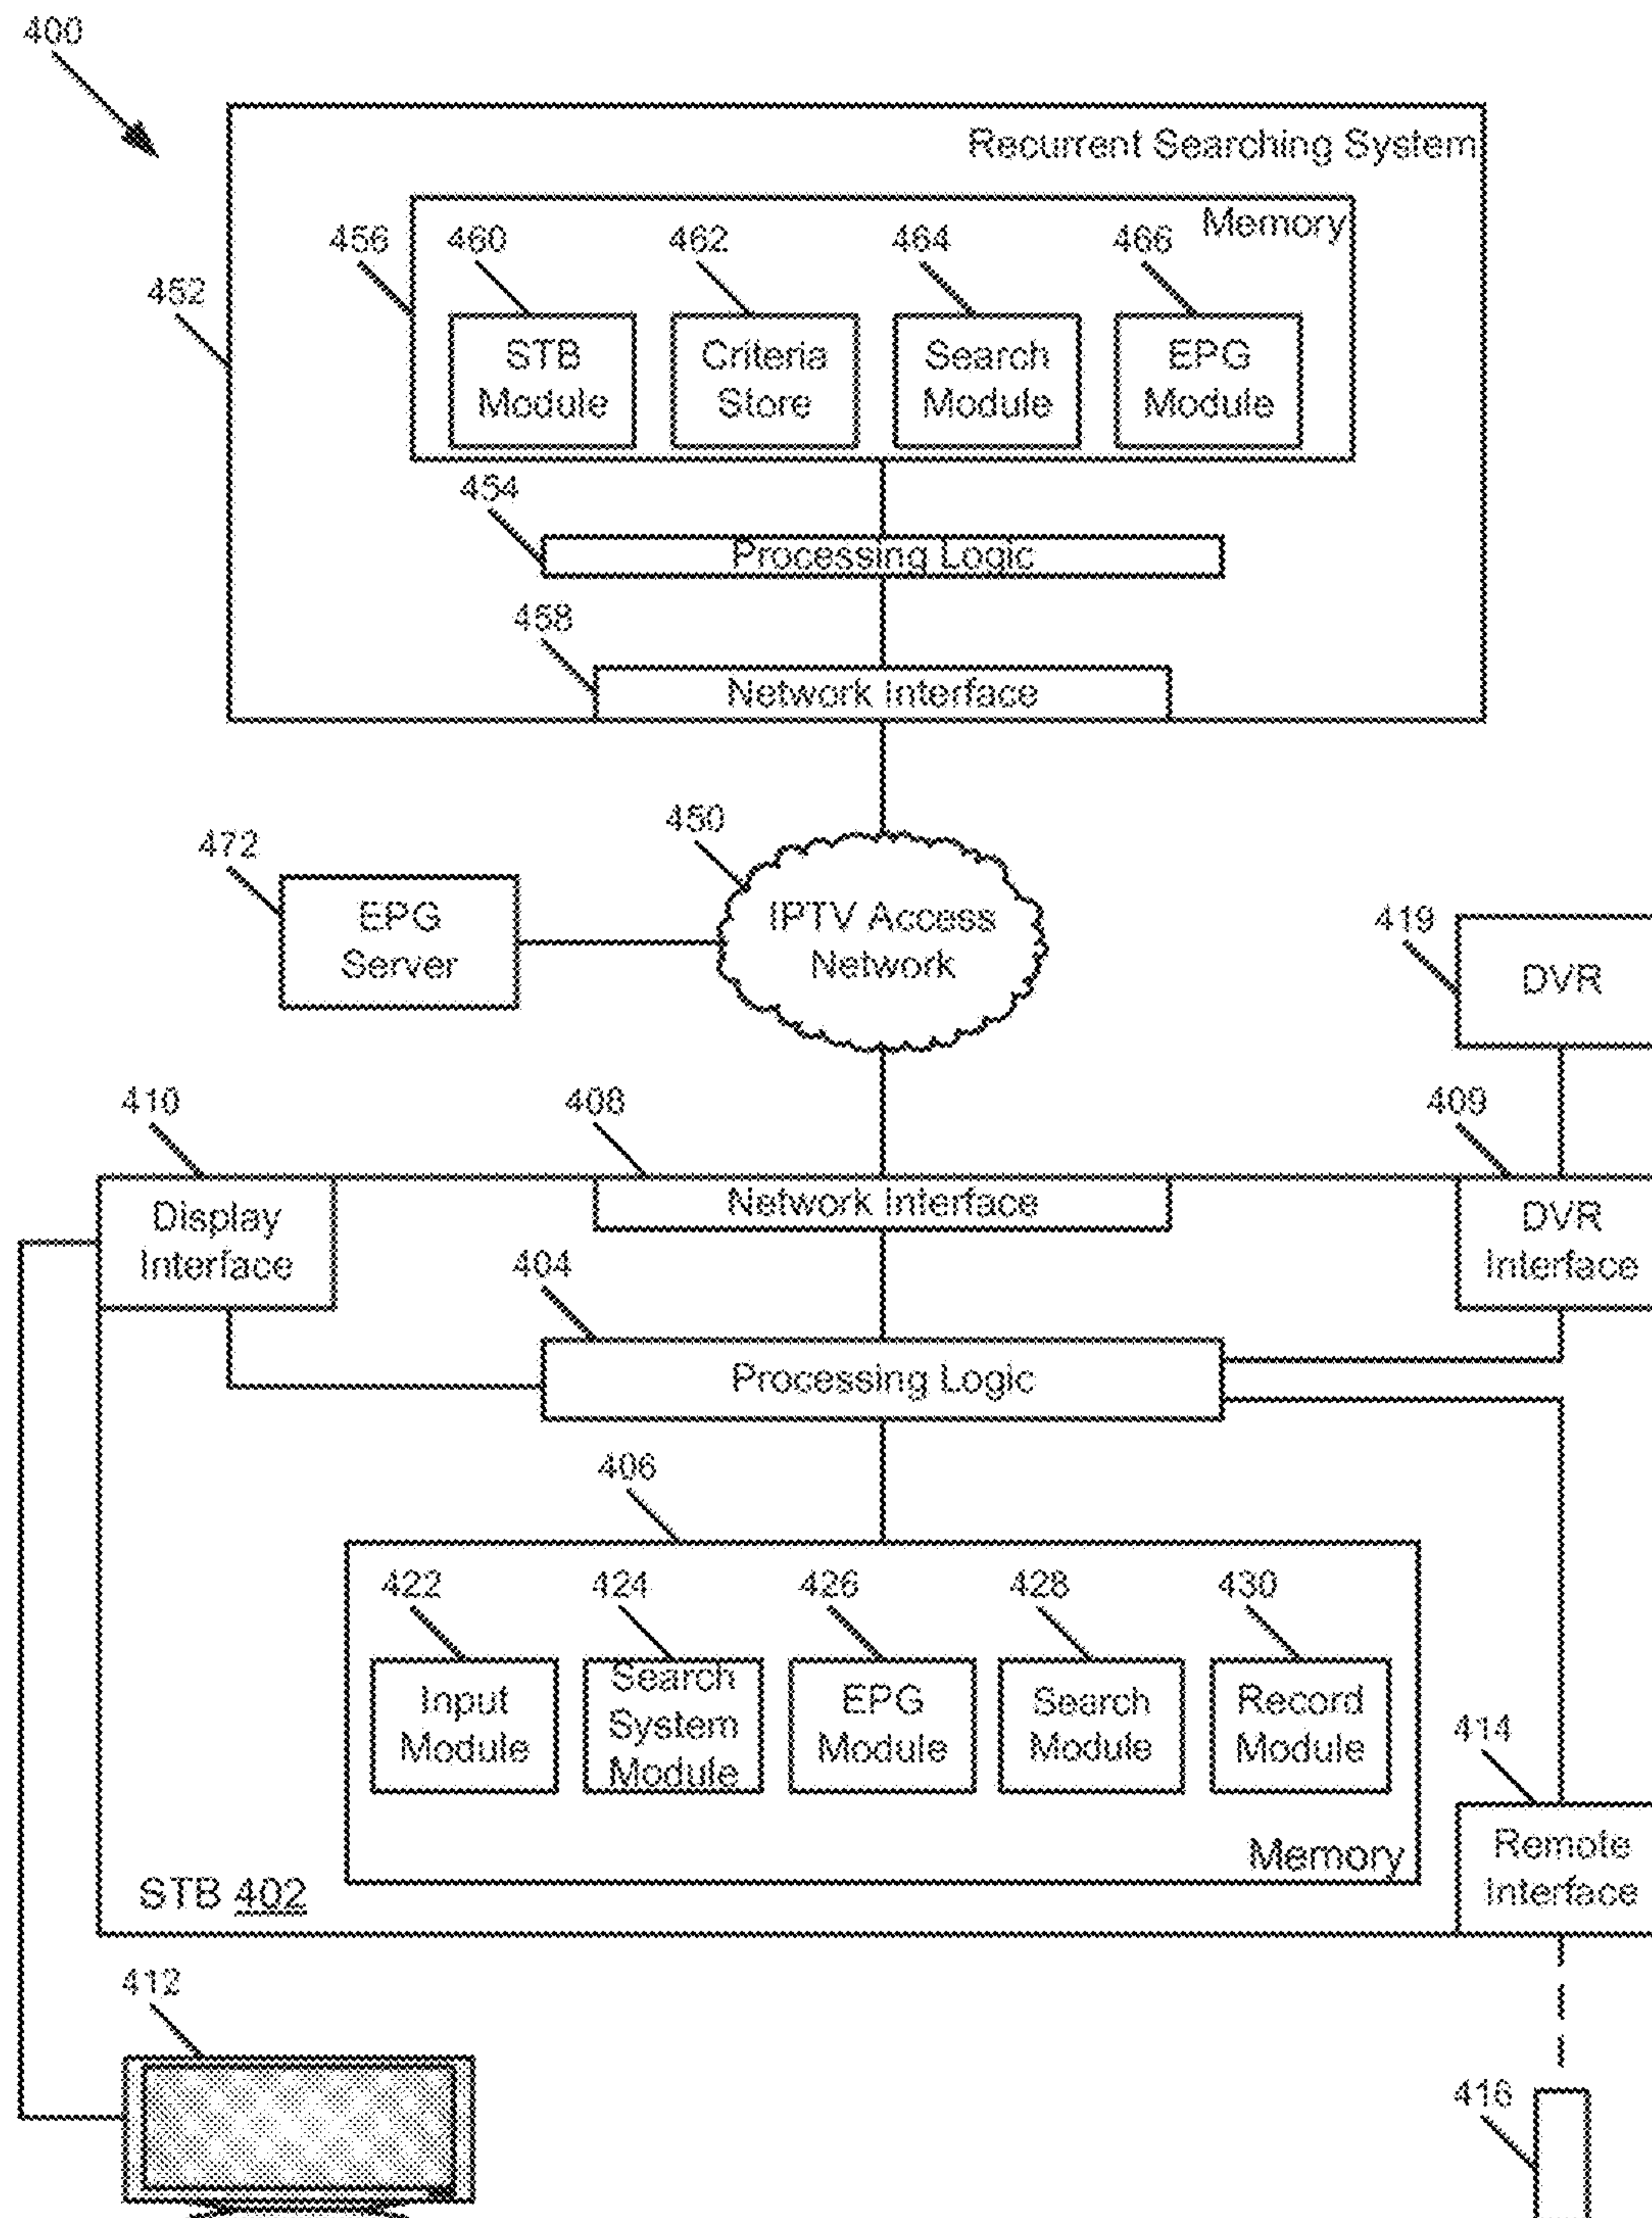 400
Recurrent Searching System
Memory
456
460
462
464
466
452
STB
Module
Criteria
Store
Search
Module
EPG
Module
454
Processing Logic
458
Network Interface
450
472
EPG
Server
IPTV Access
Network
419
DVR
410
408
409
Display
Interface
Network Interface
DVR
Interface
404
Processing Logic
406
422
424
426
428
430
Input
Module
Search
System
Module
EPG
Module
Search
Module
Record
Module
414
Remote
Interface
Memory
STB 402
412
416